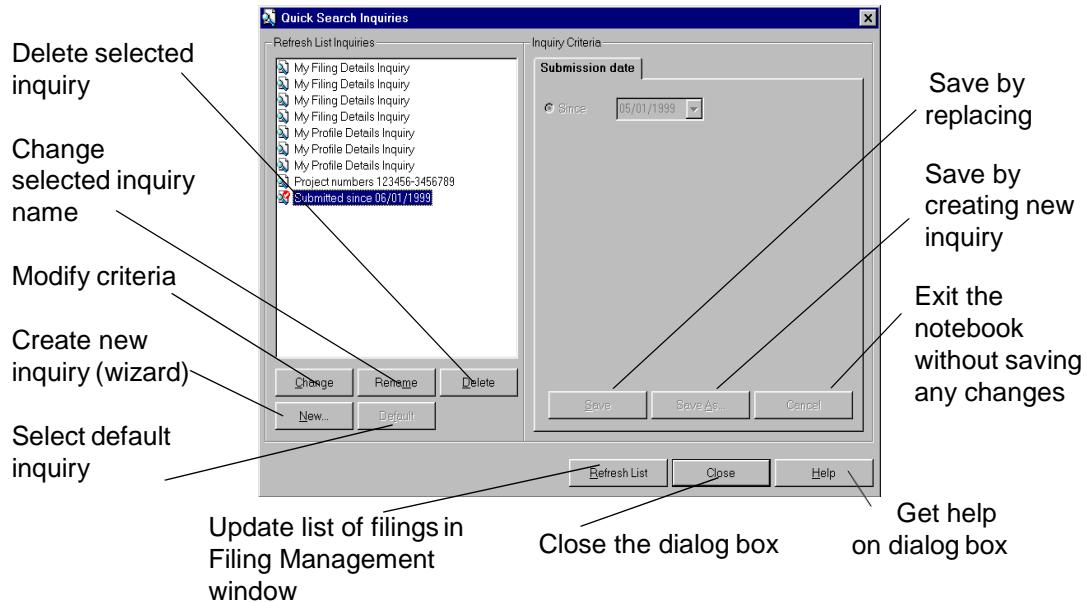 Quick Search Inquiries
Refresh List Inquiries
My Filing Details Inquiry
My Filing Details Inquiry
My Filing Details Inquiry
My Filing Details Inquiry
My Profile Details Inquiry
My Profile Details Inquiry
My Profile Details Inquiry
Project numbers 123456-3456789
Submitted since 06/01/1999
Change
Rename
Delete
New...
Default
Inquiry Criteria
Submission date
Since
05/01/1999
Save
Save As...
Cancel
Refresh List
Close
Help
Delete selected
inquiry
Change
selected inquiry
name
Modify criteria
Create new
inquiry (wizard)
Select default
inquiry
Save by
replacing
Save by
creating new
inquiry
Exit the
notebook
without saving
any changes
Update list of filings in
Filing Management
window
Close the dialog box
Get help
on dialog box